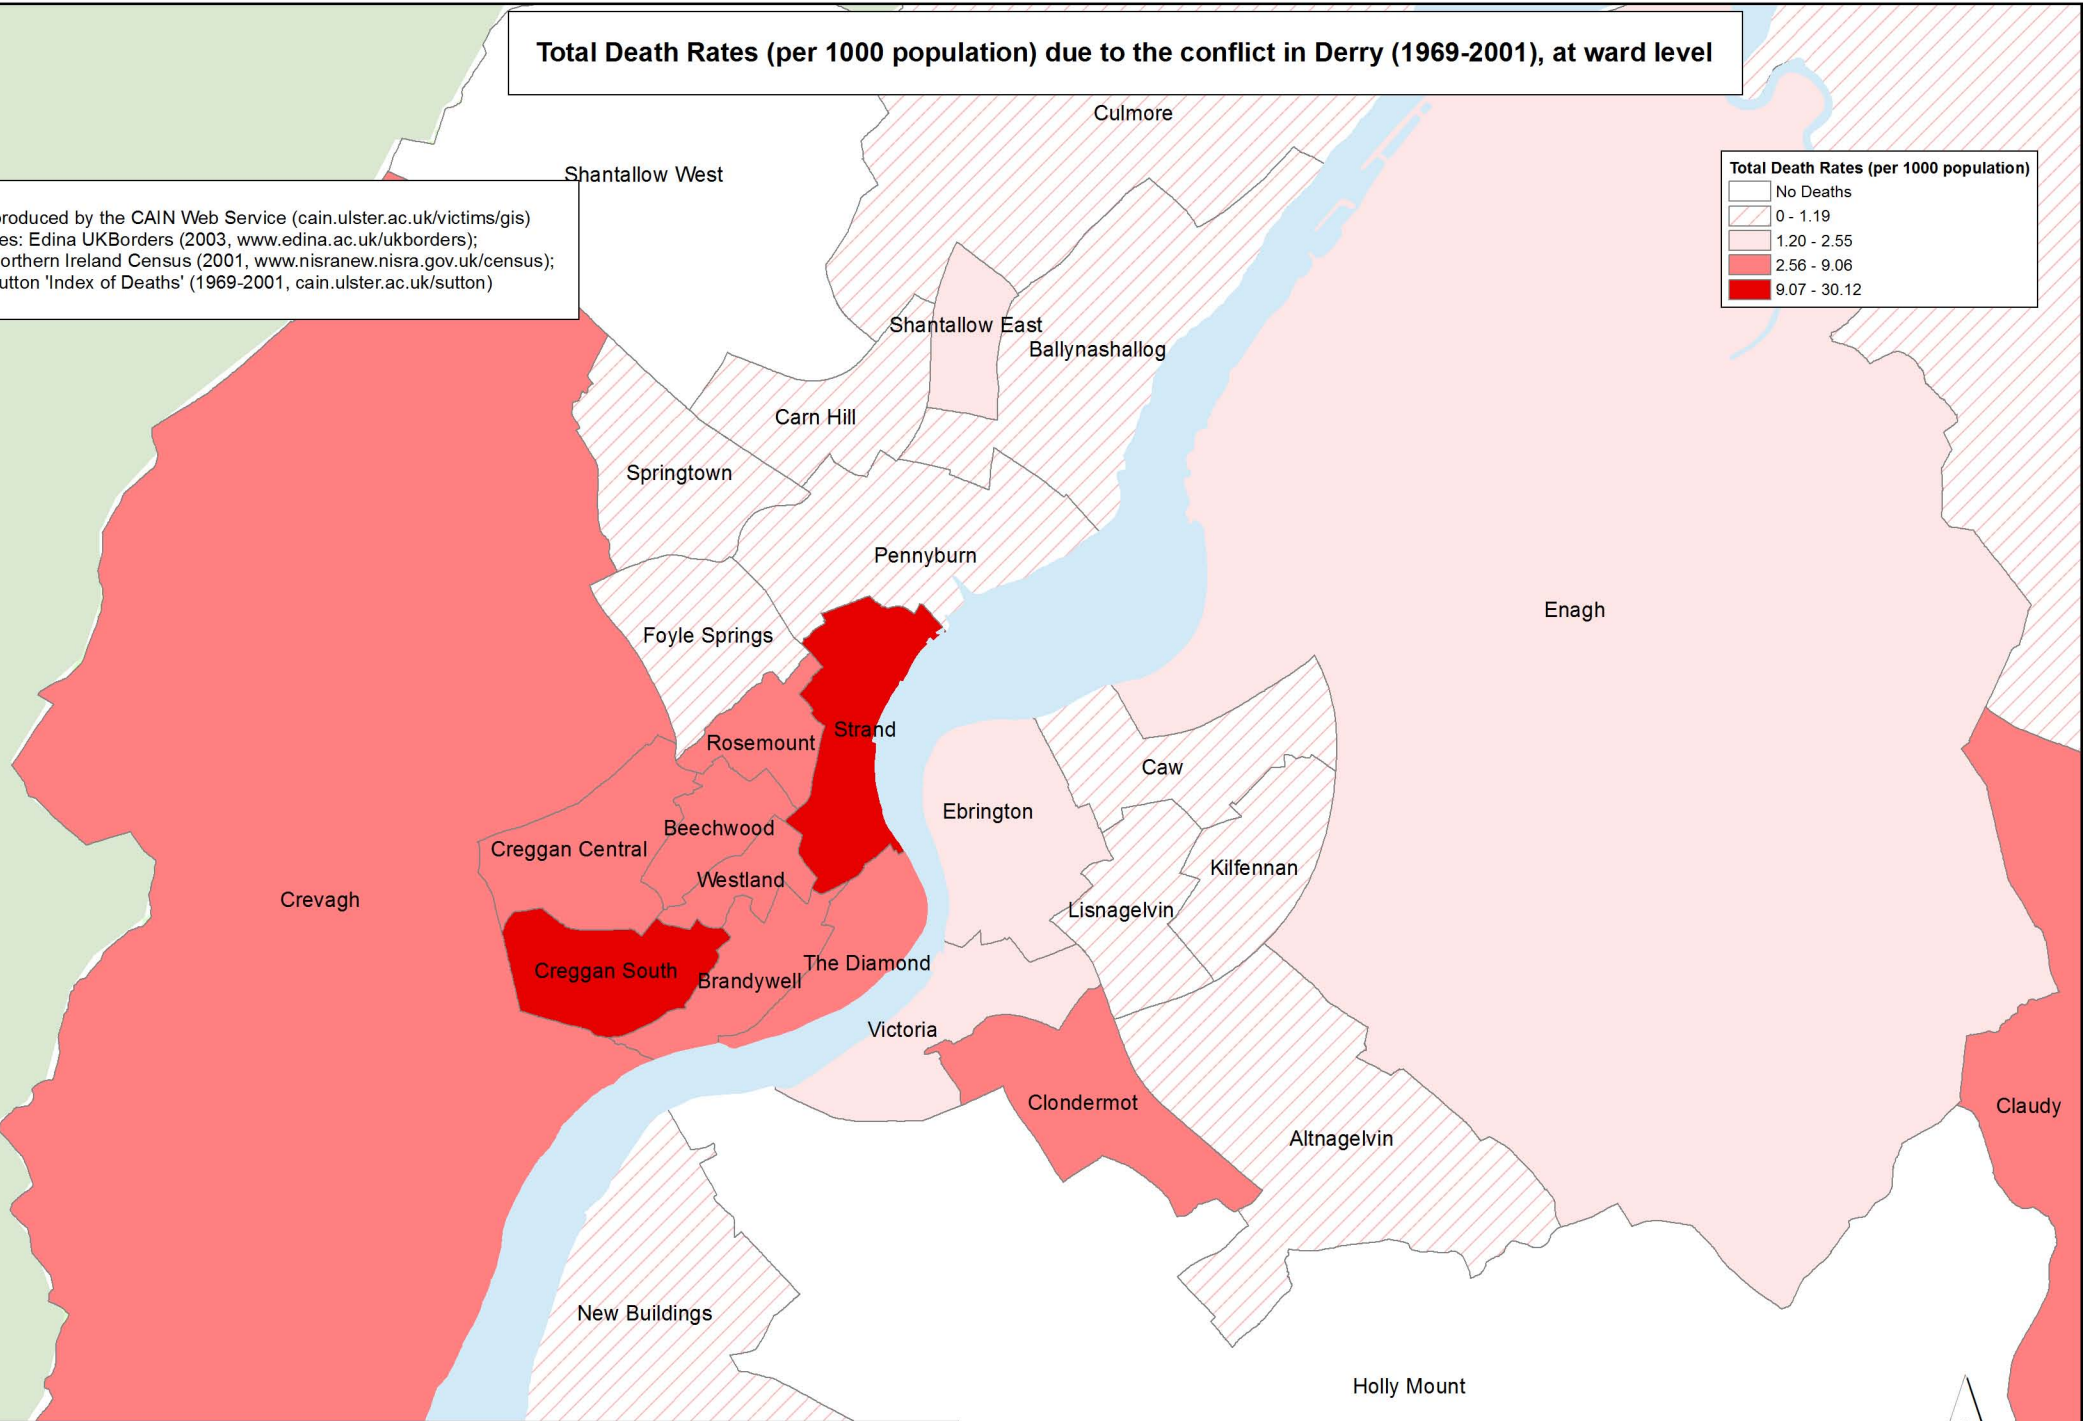 Total Death Rates (per 1000 population) due to the conflict in Derry (1969-2001), at ward level
Culmore
Shantallow West
Total Death Rates (per 1000 population)
No Deaths
0 - 1.19
1.20 - 2.55
2.56 - 9.06
9.07 - 30.12
roduced by the CAIN Web Service (cain.ulster.ac.uk/victims/gis)
es: Edina UKBorders (2003, www.edina.ac.uk/ukborders);
orthern Ireland Census (2001, www.nisranew.nisra.gov.uk/census);
utton 'Index of Deaths' (1969-2001, cain.ulster.ac.uk/sutton)
Shantallow East
Ballynashallog
Carn Hill
Springtown
Pennyburn
Enagh
Foyle Springs
Strand
Rosemount
Caw
Ebrington
Beechwood
Creggan Central
Kilfennan
Westland
Crevagh
Lisnagelvin
The Diamond
Creggan South
Brandywell
Victoria
Clondermot
Claudy
Altnagelvin
New Buildings
Holly Mount